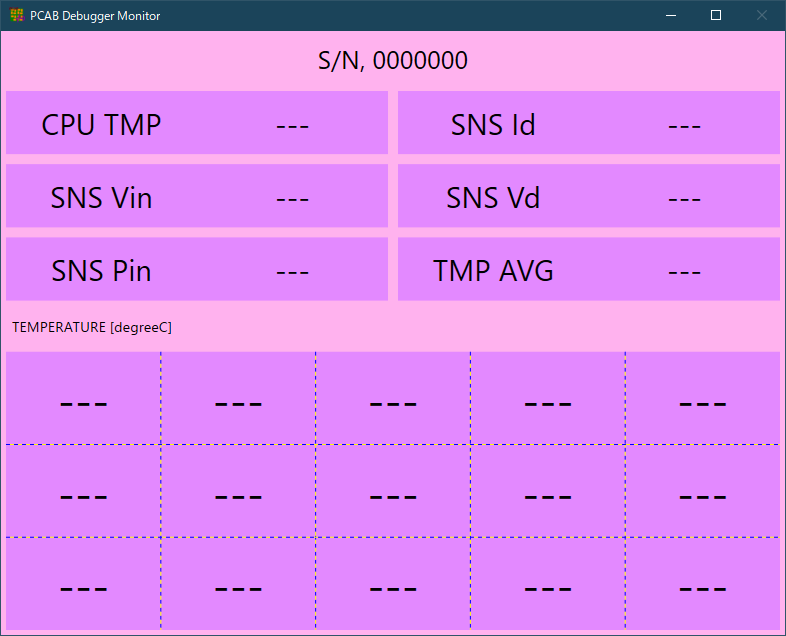 PCAB Debugger Monitor
S/N, 0000000
CPU TMP --- SNS Id ---
SNS Vin --- SNS Vd ---
SNS Pin --- TMP AVG ---
TEMPERATURE [degreeC]
--- --- --- --- ---
--- --- --- --- ---
--- --- --- --- ---